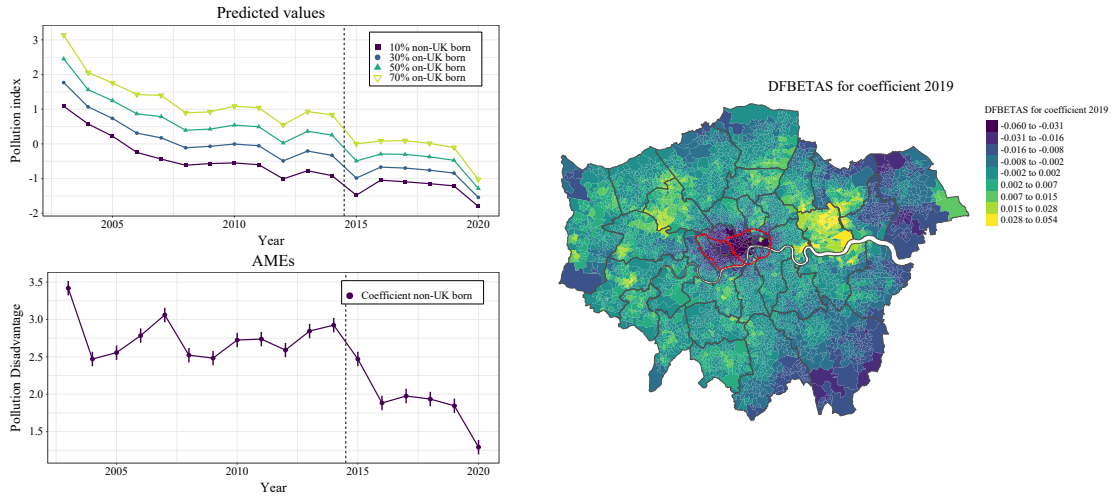 Predicted values
Pollution index
3
2
1
0
-1
-2
10% non-UK born
30% on-UK born
50% on-UK born
70% on-UK born
2005
2010
2015
2020
Year
AMEs
Pollution Disadvantage
3.5
3.0
2.5
2.0
1.5
Coefficient non-UK born
2005
2010
2015
2020
Year
DFBETAS for coefficient 2019
DFBETAS for coefficient 2019
-0.060 to -0.031
-0.031 to -0.016
-0.016 to -0.008
-0.008 to -0.002
-0.002 to 0.002
0.002 to 0.007
0.007 to 0.015
0.015 to 0.028
0.028 to 0.054